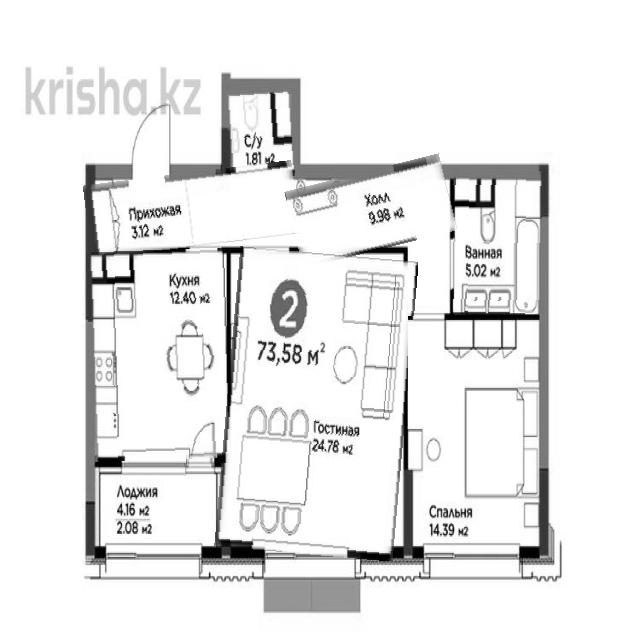 krisha.kz
С/у
1.81 м2
Прихожая
3.12 м2
Холл
9.98 м2
Ванная
5.02 м2
Кухня
12.40 м2
2
73,58 м2
Гостиная
24.78 м2
Лоджия
4.16 м2
2.08 м2
Спальня
14.39 м2